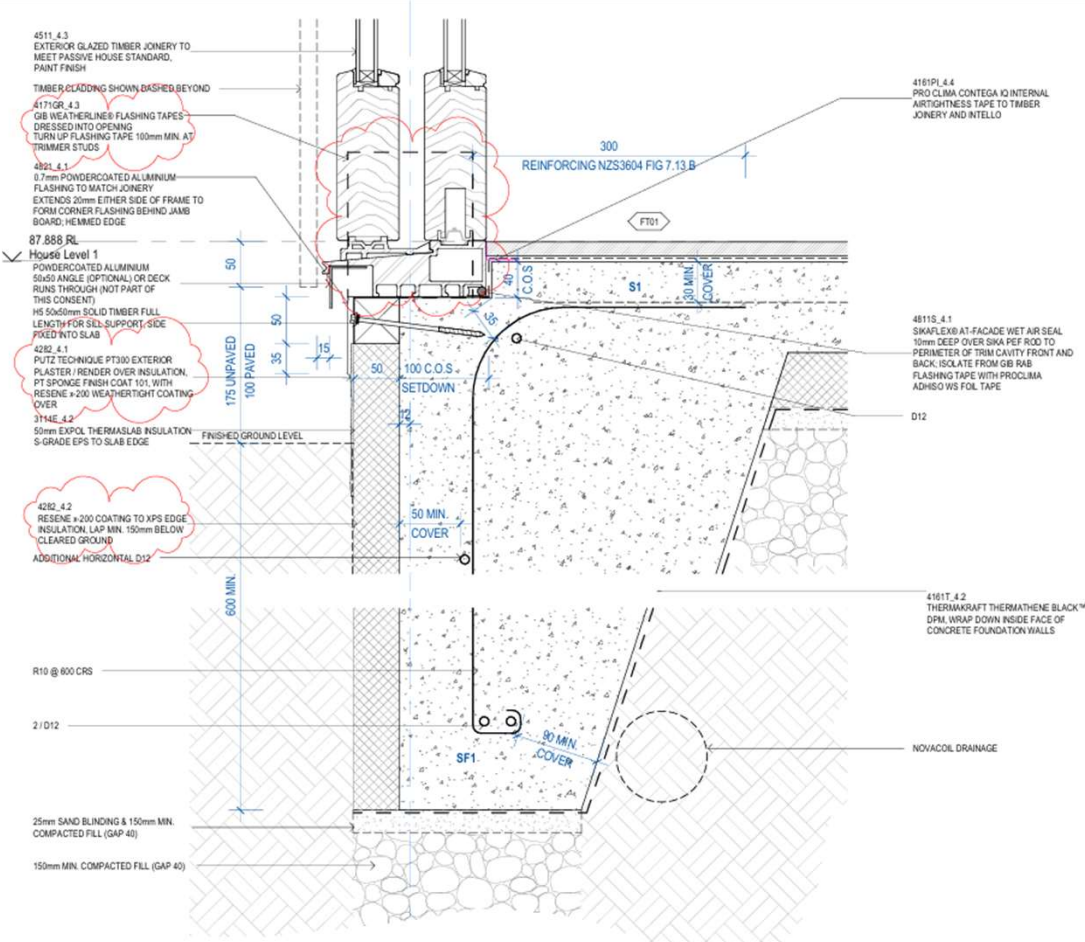 4511_4.3
EXTERIOR GLAZED TIMBER JOINERY TO
MEET PASSIVE HOUSE STANDARD,
PAINT FINISH
TIMBER CLADDING SHOWN DASHED BEYOND
4171GR_4.3
GIB WEATHERLINE® FLASHING TAPES
DRESSED INTO OPENING
TURN UP FLASHING TAPE 100mm MIN. AT
TRIMMER STUDS
4821_4.1
0.7mm POWDERCOATED ALUMINIUM
FLASHING TO MATCH JOINERY
EXTENDS 20mm EITHER SIDE OF FRAME TO
FORM CORNER FLASHING BEHIND JAMB
BOARD; HEMMED EDGE
87.888 RL
House Level 1
POWDERCOATED ALUMINIUM
50x50 ANGLE (OPTIONAL) OR DECK
RUNS THROUGH (NOT PART OF
THIS CONSENT)
H5 50x50mm SOLID TIMBER FULL
LENGTH FOR SILL SUPPORT, SIDE
FIXED INTO SLAB
4282_4.1
PUTZ TECHNIQUE PT300 EXTERIOR
PLASTER / RENDER OVER INSULATION,
PT SPONGE FINISH COAT 101, WITH
RESENE x-200 WEATHERTIGHT COATING
OVER
3114E_4.2
50mm EXPOL THERMASLAB INSULATION
S-GRADE EPS TO SLAB EDGE
FINISHED GROUND LEVEL
4282_4.2
RESENE x-200 COATING TO XPS EDGE
INSULATION, LAP MIN. 150mm BELOW
CLEARED GROUND
ADDITIONAL HORIZONTAL D12
R10 @ 600 CRS
2 / D12
25mm SAND BLINDING & 150mm MIN.
COMPACTED FILL (GAP 40)
150mm MIN. COMPACTED FILL (GAP 40)
50
50
35
15
175 UNPAVED
100 PAVED
50
100 C.O.S
SETDOWN
50 MIN.
COVER
600 MIN.
35
40
C.O.S
300
REINFORCING NZS3604 FIG 7.13 B
FT01
S1
30 MIN.
COVER
SF1
90 MIN.
COVER
4161PI_4.4
PRO CLIMA CONTEGA IQ INTERNAL
AIRTIGHTNESS TAPE TO TIMBER
JOINERY AND INTELLO
4811S_4.1
SIKAFLEX® AT-FACADE WET AIR SEAL
10mm DEEP OVER SIKA PEF ROD TO
PERIMETER OF TRIM CAVITY FRONT AND
BACK; ISOLATE FROM GIB RAB
FLASHING TAPE WITH PROCLIMA
ADHISO WS FOIL TAPE
D12
4161T_4.2
THERMAKRAFT THERMATHENE BLACK™
DPM, WRAP DOWN INSIDE FACE OF
CONCRETE FOUNDATION WALLS
NOVACOIL DRAINAGE